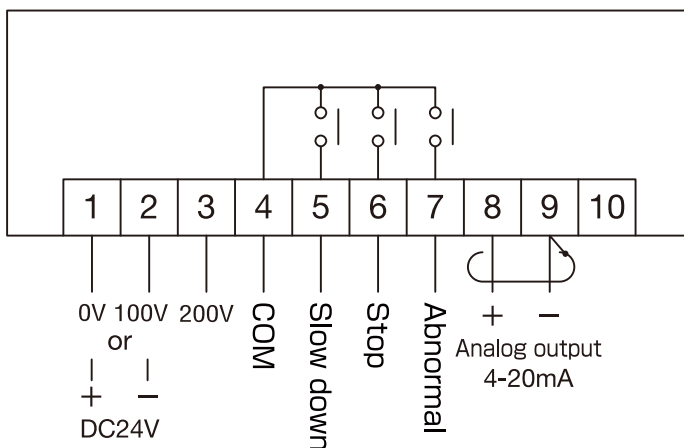 1 2 3 4 5 6 7 8 9 10
0V 100V 200V
or
+ −
DC24V
COM
Slow down
Stop
Abnormal
+ −
Analog output
4-20mA